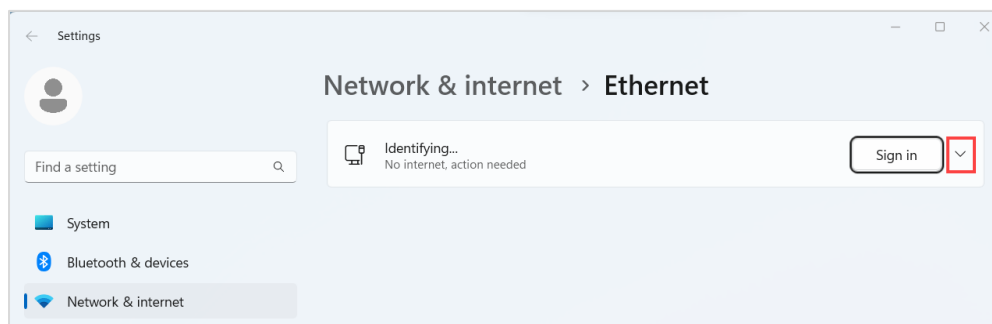 Settings
Network & internet > Ethernet
Identifying...
No internet, action needed
Sign in
Find a setting
System
Bluetooth & devices
Network & internet